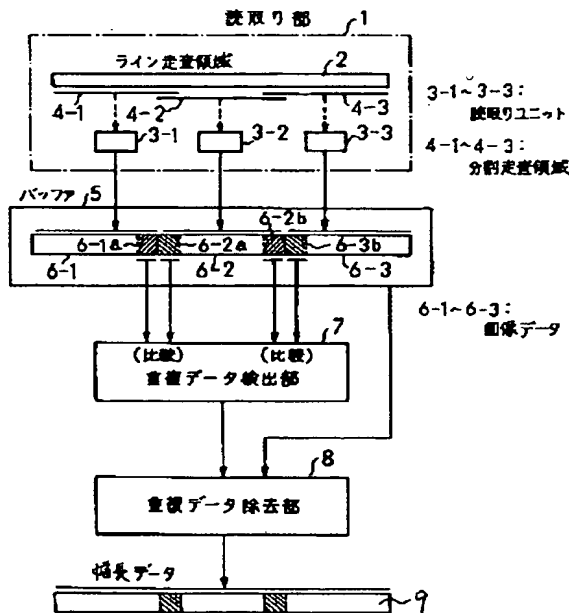 読取り部
1
ライン走査領域
2
4-1
4-2
4-3
3-1
3-2
3-3
3-1~3-3:
読取りユニット
4-1~4-3:
分割走査領域
バッファ
5
6-2b
6-1a
6-2a
6-3b
6-1
6-2
6-3
6-1~6-3:
画像データ
7
(比較)
(比較)
重複データ検出部
8
重複データ除去部
幅長データ
9